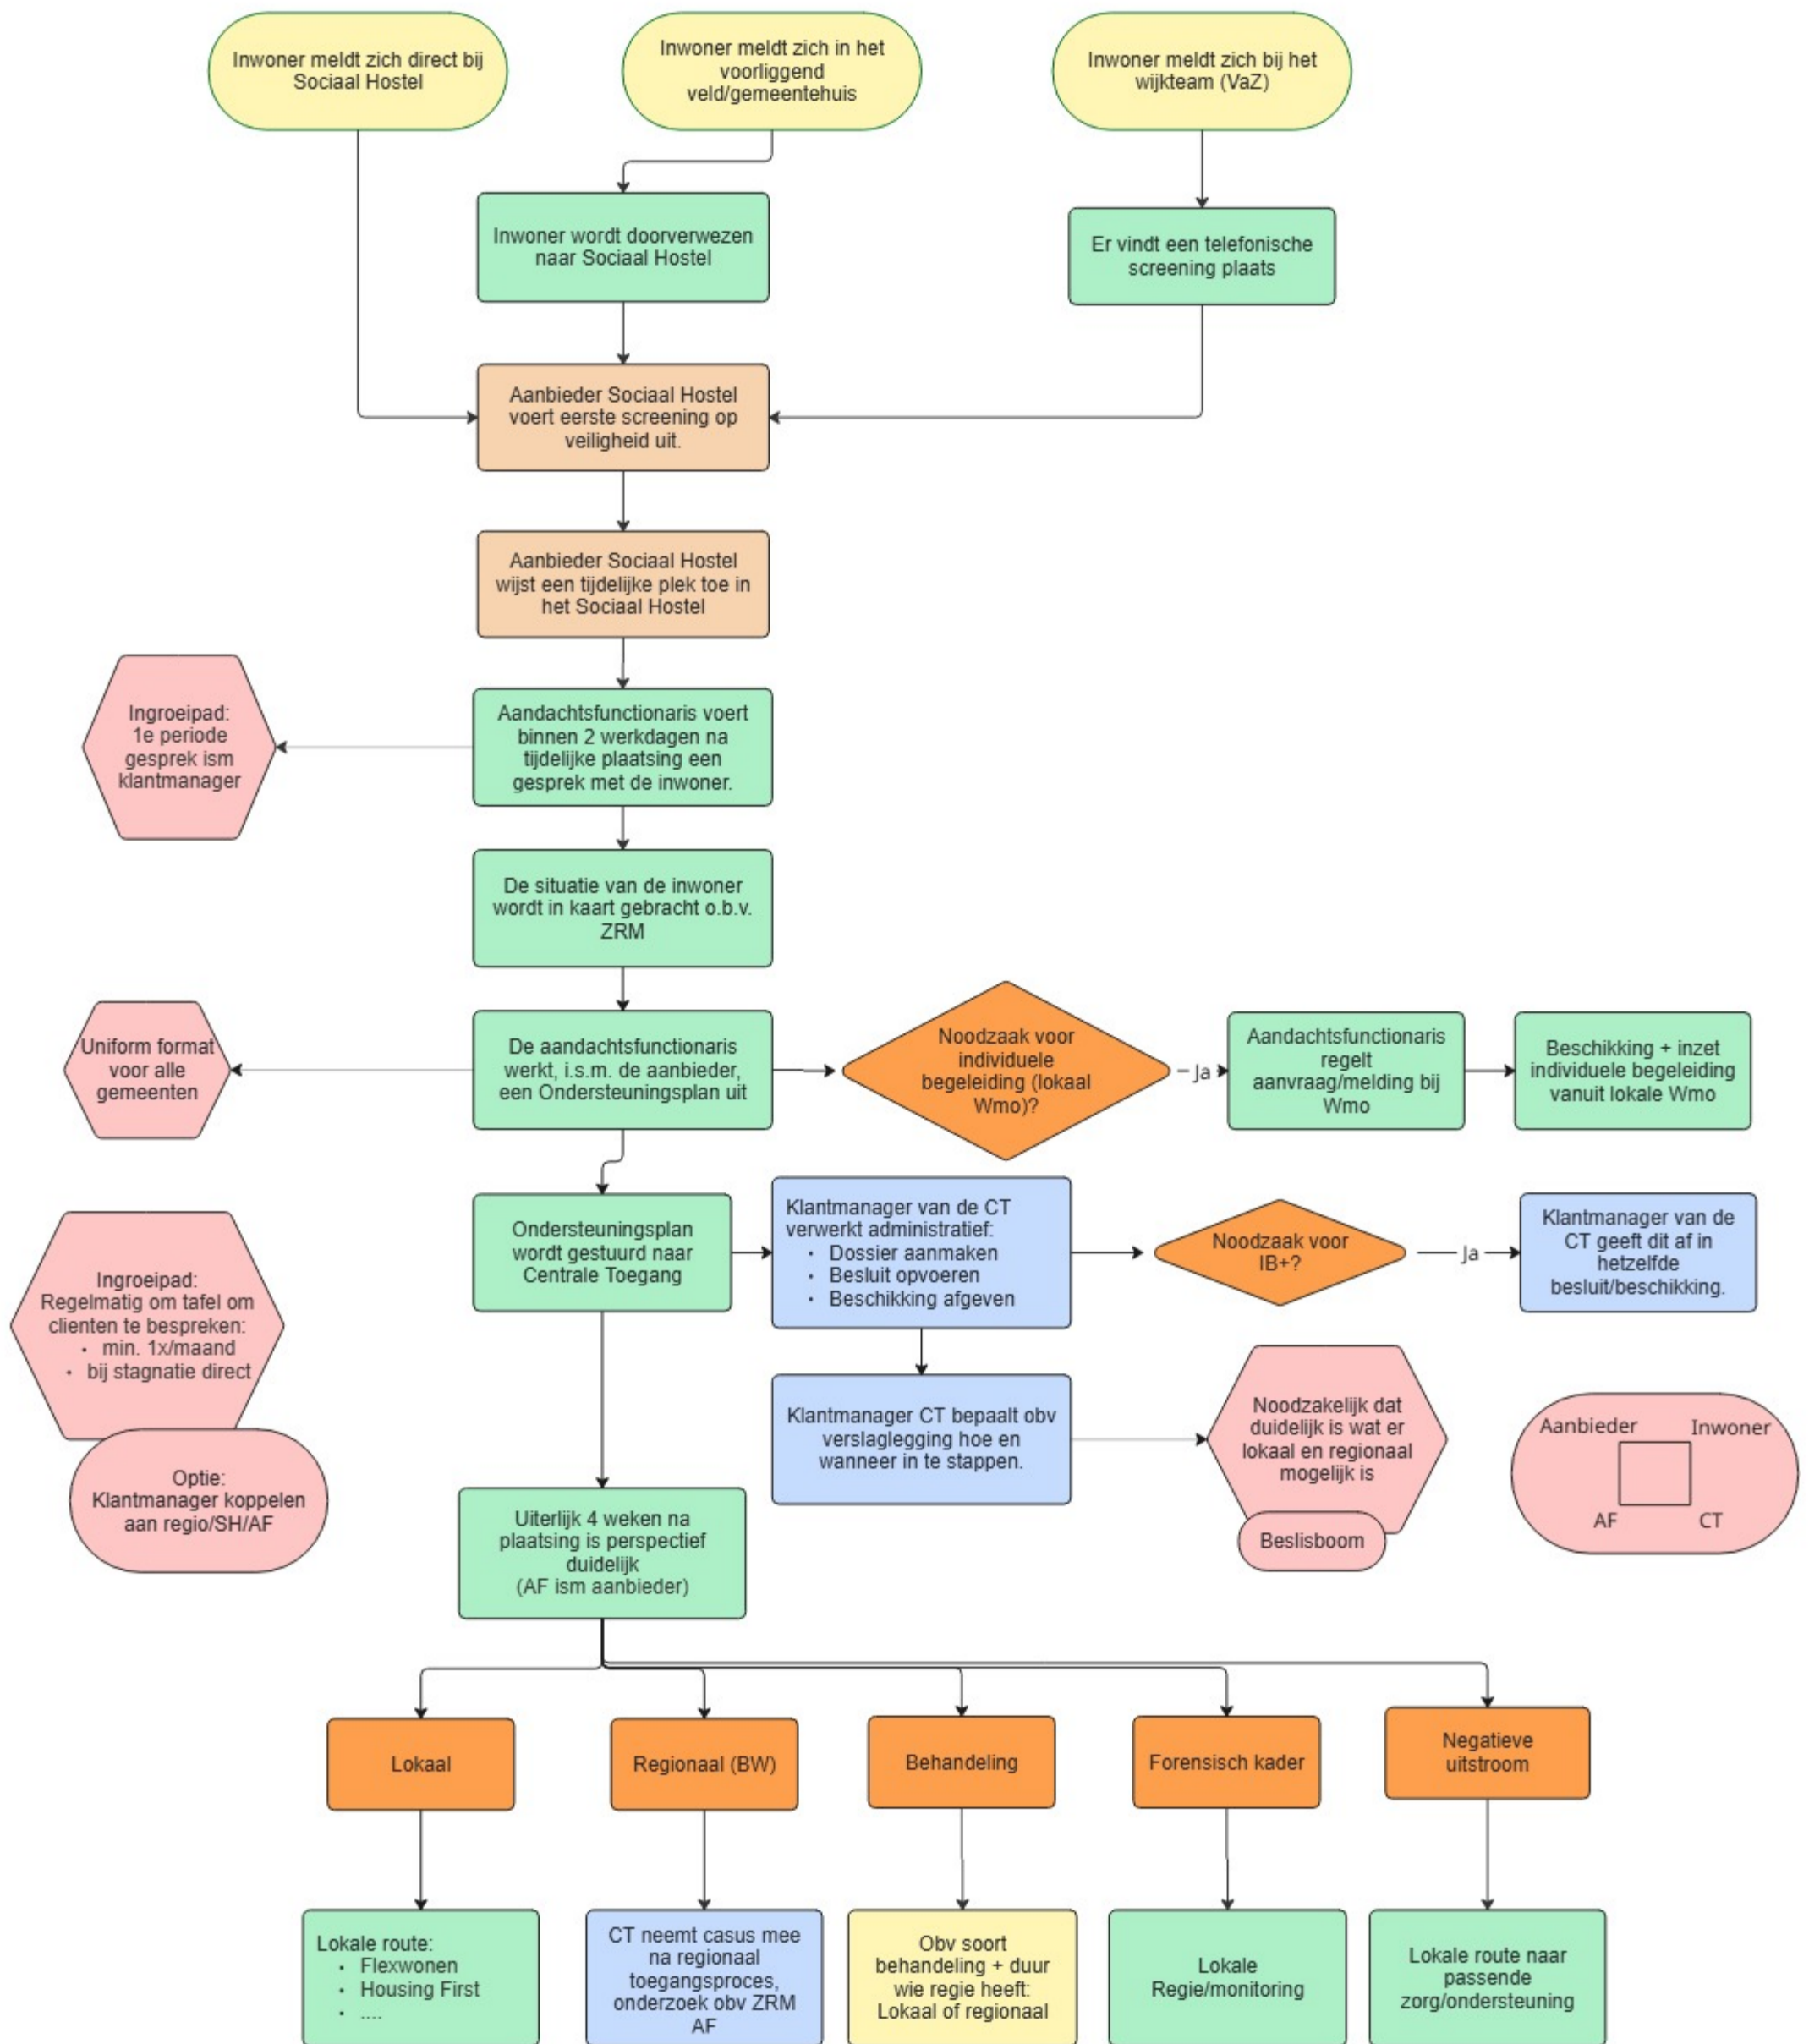 Inwoner meldt zich direct bij
Sociaal Hostel
Inwoner meldt zich in het
voorliggend
veld/gemeentehuis
Inwoner meldt zich bij het
wijkteam (VaZ)
Inwoner wordt doorverwezen
naar Sociaal Hostel
Er vindt een telefonische
screening plaats
Aanbieder Sociaal Hostel
voert eerste screening op
veiligheid uit.
Aanbieder Sociaal Hostel
wijst een tijdelijke plek toe in
het Sociaal Hostel
Ingroeipad:
1e periode
gesprek ism
klantmanager
Aandachtsfunctionaris voert
binnen 2 werkdagen na
tijdelijke plaatsing een
gesprek met de inwoner.
De situatie van de inwoner
wordt in kaart gebracht o.b.v.
ZRM
Uniform format
voor alle
gemeenten
De aandachtsfunctionaris
werkt, i.s.m. de aanbieder,
een Ondersteuningsplan uit
Noodzaak voor
individuele
begeleiding (lokaal
Wmo)?
Ja
Aandachtsfunctionaris
regelt
aanvraag/melding bij
Wmo
Beschikking + inzet
individuele begeleiding
vanuit lokale Wmo
Ingroeipad:
Regelmatig om tafel om
clienten te bespreken:
• min. 1x/maand
• bij stagnatie direct
Optie:
Klantmanager koppelen
aan regio/SH/AF
Ondersteuningsplan
wordt gestuurd naar
Centrale Toegang
Klantmanager van de CT
verwerkt administratief:
• Dossier aanmaken
• Besluit opvoeren
• Beschikking afgeven
Noodzaak voor
IB+?
Ja
Klantmanager van de
CT geeft dit af in
hetzelfde
besluit/beschikking.
Klantmanager CT bepaalt obv
verslaglegging hoe en
wanneer in te stappen.
Noodzakelijk dat
duidelijk is wat er
lokaal en regionaal
mogelijk is
Beslisboom
Aanbieder Inwoner
AF CT
Uiterlijk 4 weken na
plaatsing is perspectief
duidelijk
(AF ism aanbieder)
Lokaal
Regionaal (BW)
Behandeling
Forensisch kader
Negatieve
uitstroom
Lokale route:
• Flexwonen
• Housing First
• ....
CT neemt casus mee
na regionaal
toegangsproces,
onderzoek obv ZRM
AF
Obv soort
behandeling + duur
wie regie heeft:
Lokaal of regionaal
Lokale
Regie/monitoring
Lokale route naar
passende
zorg/ondersteuning